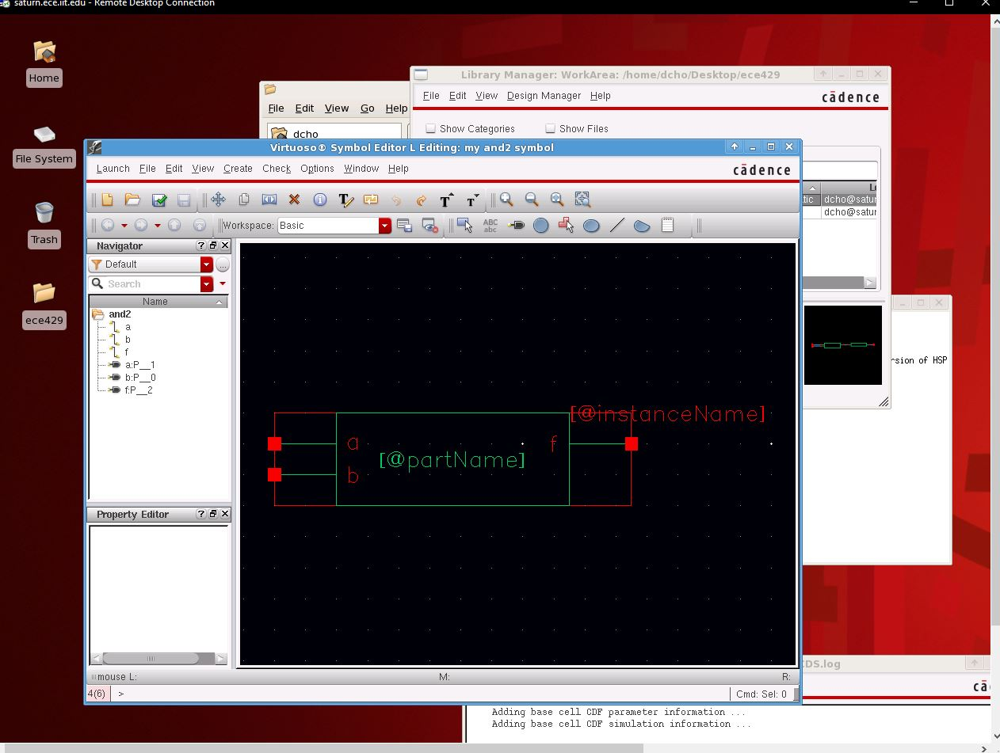 saturn.ece.iit.edu - Remote Desktop Connection
Home
File System
Trash
ece429
File Edit View Go Help
dcho
Library Manager: WorkArea: /home/dcho/Desktop/ece429
File Edit View Design Manager Help
cādence
Show Categories
Show Files
dcho@satur
dcho@satur
Virtuoso® Symbol Editor L Editing: my and2 symbol
Launch File Edit View Create Check Options Window Help
cādence
Workspace: Basic
ABC
abc
Navigator
Default
Search
Name
and2
a
b
f
a:P__1
b:P__0
f:P__2
Property Editor
[@instanceName]
a
f
[@partName]
b
mouse L:
M:
R:
4(6)
>
Cmd: Sel: 0
rsion of HSP
CDS.log
Adding base cell CDF parameter information ...
Adding base cell CDF simulation information ...